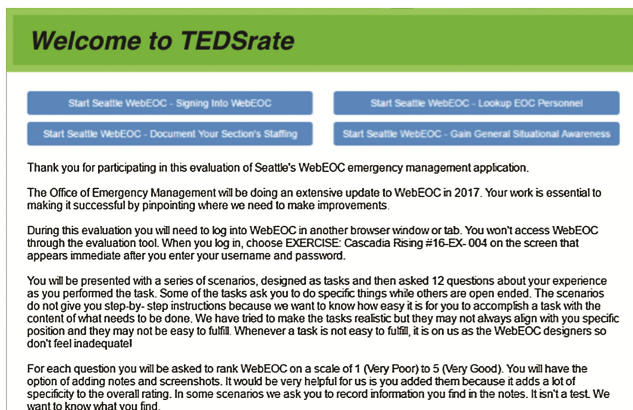 Welcome to TEDSrate
Start Seattle WebEOC - Signing Into WebEOC
Start Seattle WebEOC - Lookup EOC Personnel
Start Seattle WebEOC - Document Your Section's Staffing
Start Seattle WebEOC - Gain General Situational Awareness
Thank you for participating in this evaluation of Seattle's WebEOC emergency management application.
The Office of Emergency Management will be doing an extensive update to WebEOC in 2017. Your work is essential to
making it successful by pinpointing where we need to make improvements.
During this evaluation you will need to log into WebEOC in another browser window or tab. You won't access WebEOC
through the evaluation tool. When you log in, choose EXERCISE: Cascadia Rising #16-EX- 004 on the screen that
appears immediate after you enter your username and password.
You will be presented with a series of scenarios, designed as tasks and then asked 12 questions about your experience
as you performed the task. Some of the tasks ask you to do specific things while others are open ended. The scenarios
do not give you step-by- step instructions because we want to know how easy it is for you to accomplish a task with the
content of what needs to be done. We have tried to make the tasks realistic but they may not always align with you specific
position and they may not be easy to fulfill. Whenever a task is not easy to fulfill, it is on us as the WebEOC designers so
don't feel inadequate!
For each question you will be asked to rank WebEOC on a scale of 1 (Very Poor) to 5 (Very Good). You will have the
option of adding notes and screenshots. It would be very helpful for us is you added them because it adds a lot of
specificity to the overall rating. In some scenarios we ask you to record information you find in the notes. It isn't a test. We
want to know what you find.